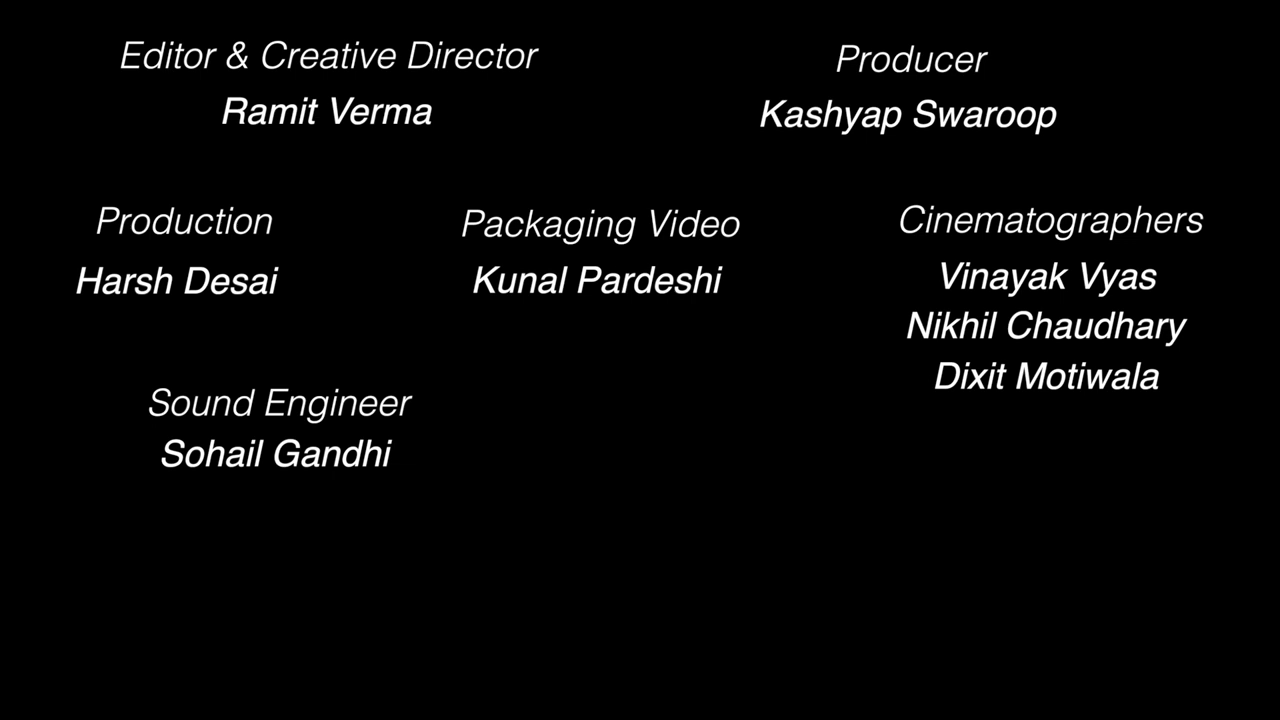 Editor & Creative Director
Ramit Verma
Producer
Kashyap Swaroop
Production
Harsh Desai
Packaging Video
Kunal Pardeshi
Cinematographers
Vinayak Vyas
Nikhil Chaudhary
Dixit Motiwala
Sound Engineer
Sohail Gandhi